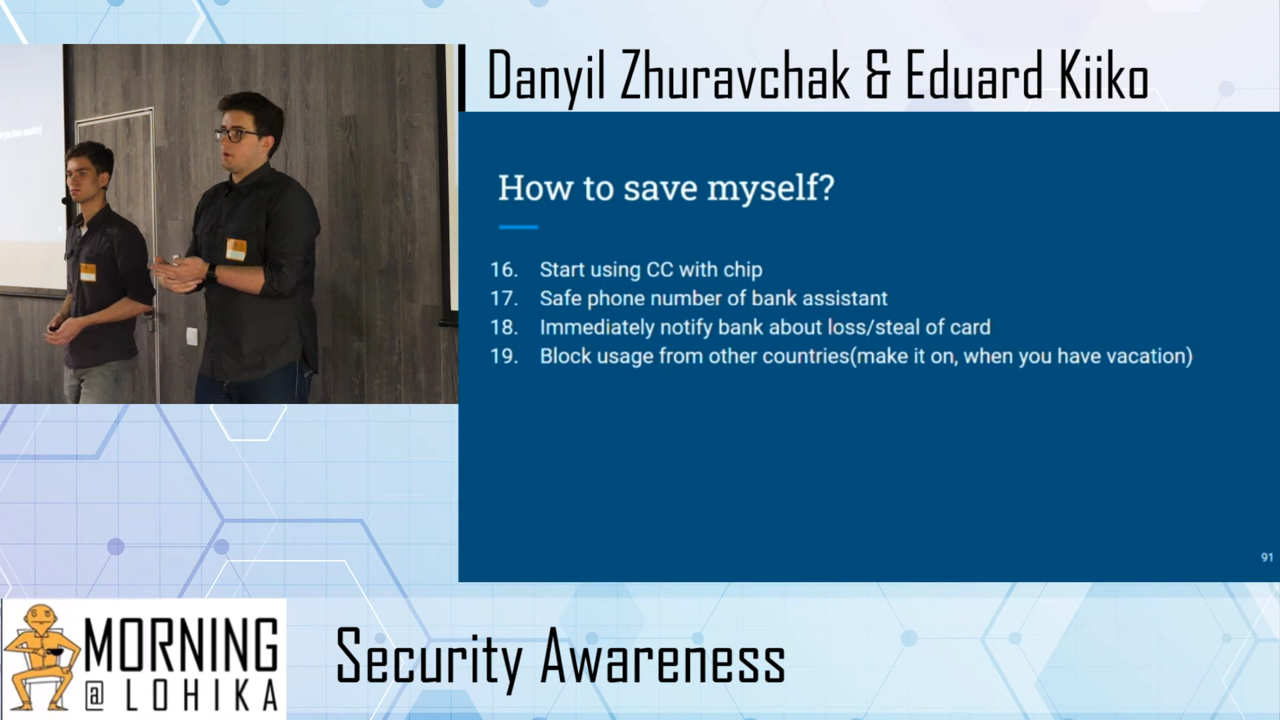 Danyil Zhuravchak & Eduard Kiiko
How to save myself?
16. Start using CC with chip
17. Safe phone number of bank assistant
18. Immediately notify bank about loss/steal of card
19. Block usage from other countries(make it on, when you have vacation)
91
MORNING
@ LOHIKA
Security Awareness